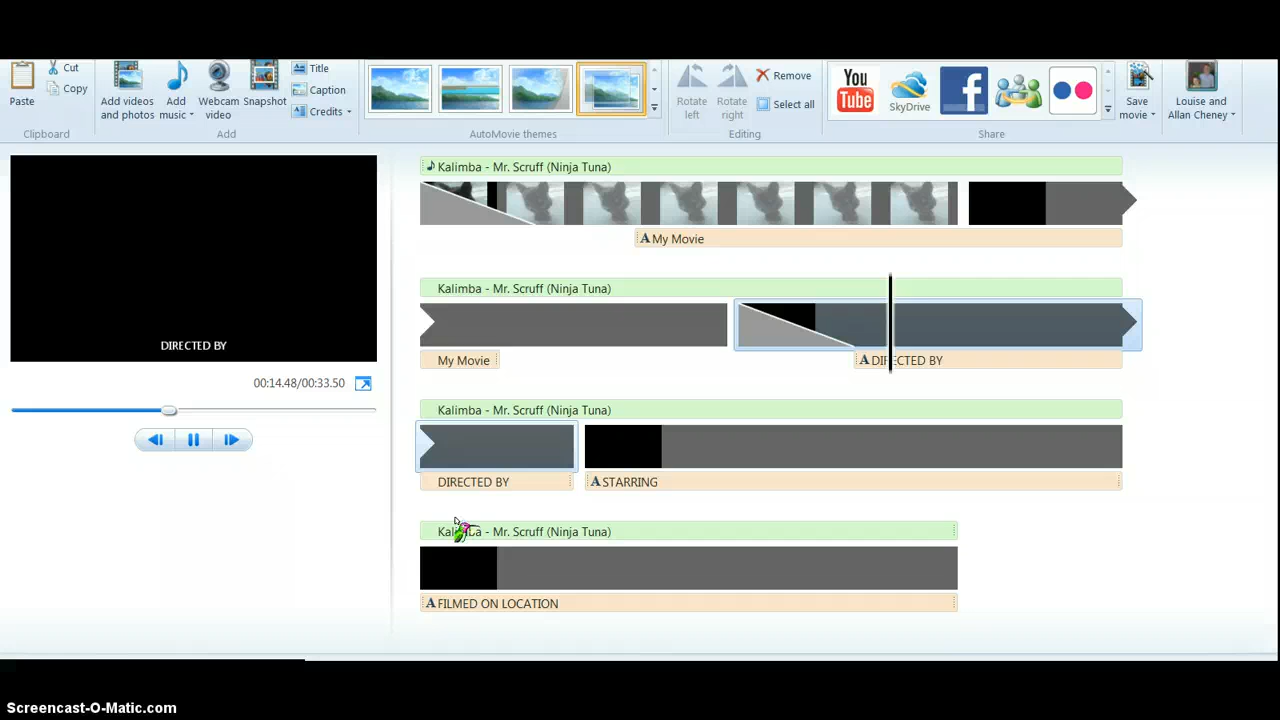 Paste
Cut
Copy
Clipboard
Add videos
and photos
Add
music
Webcam
video
Snapshot
Title
Caption
Credits
Add
AutoMovie themes
Rotate
left
Rotate
right
Remove
Select all
Editing
You
Tube
SkyDrive
f
Share
Save
movie
Louise and
Allan Cheney
DIRECTED BY
00:14.48/00:33.50
Kalimba - Mr. Scruff (Ninja Tuna)
A My Movie
Kalimba - Mr. Scruff (Ninja Tuna)
My Movie
A DIRECTED BY
Kalimba - Mr. Scruff (Ninja Tuna)
DIRECTED BY
A STARRING
Kalimba - Mr. Scruff (Ninja Tuna)
A FILMED ON LOCATION
Screencast-O-Matic.com